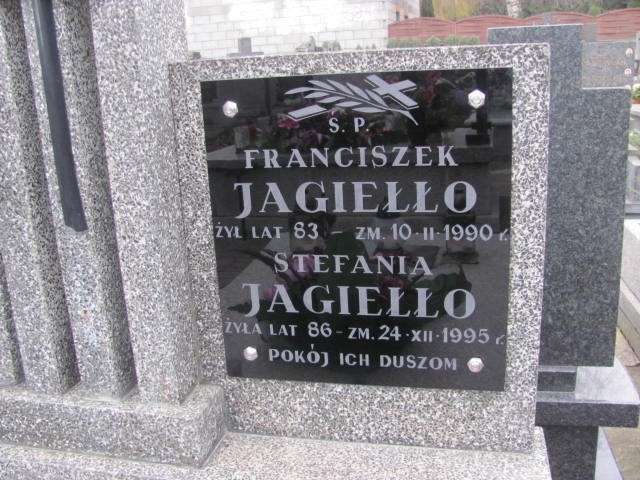 Ś. P.
FRANCISZEK
JAGIEŁŁO
ŻYŁ LAT 83 - ZM. 10·II·1990 r.
STEFANIA
JAGIEŁŁO
ŻYŁA LAT 86 - ZM. 24·XII·1995 r.
POKÓJ ICH DUSZOM